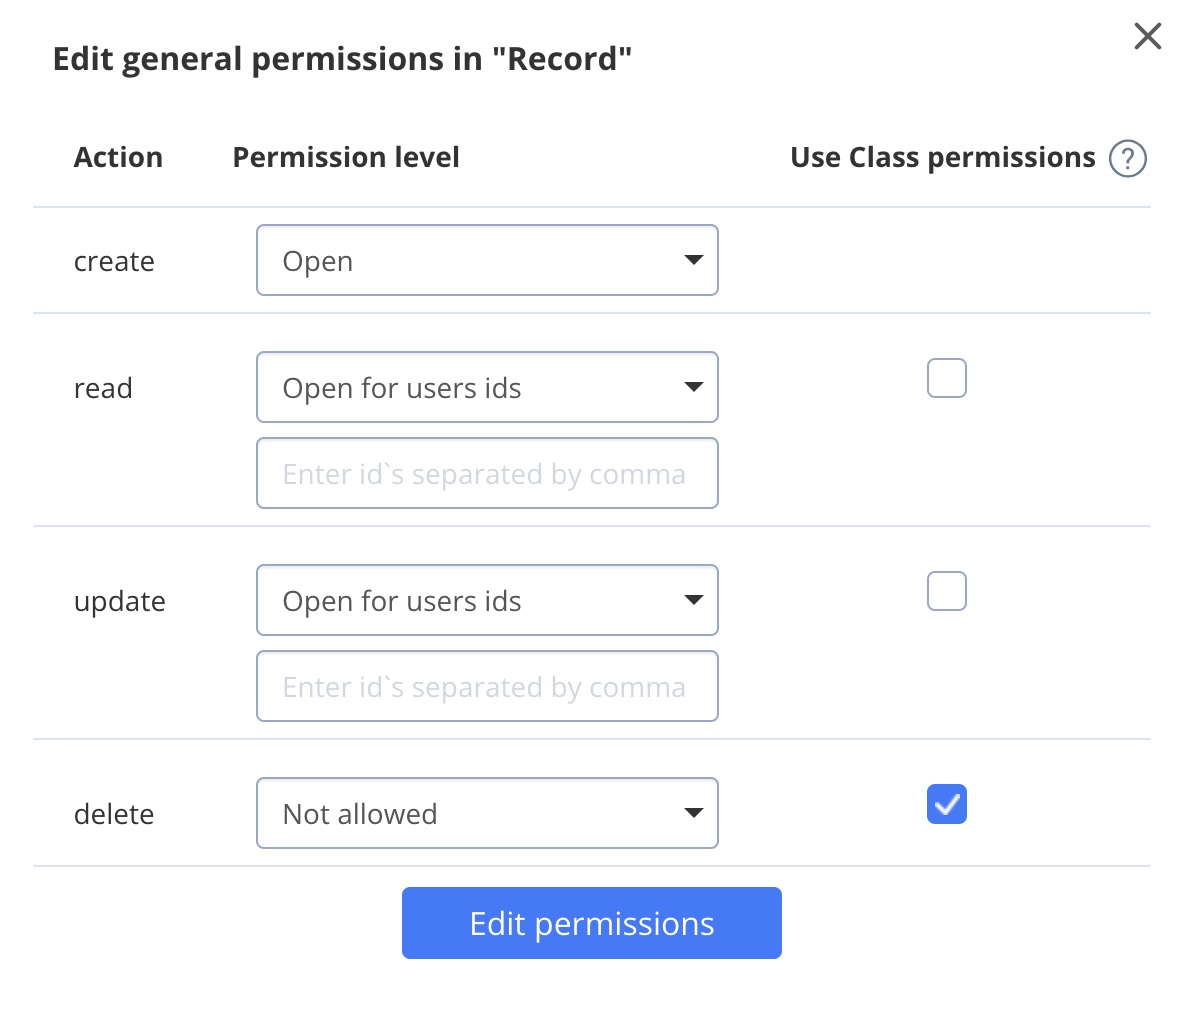 Edit general permissions in "Record"
Action Permission level Use Class permissions ?
create Open
read Open for users ids
Enter id`s separated by comma
update Open for users ids
Enter id`s separated by comma
delete Not allowed
Edit permissions